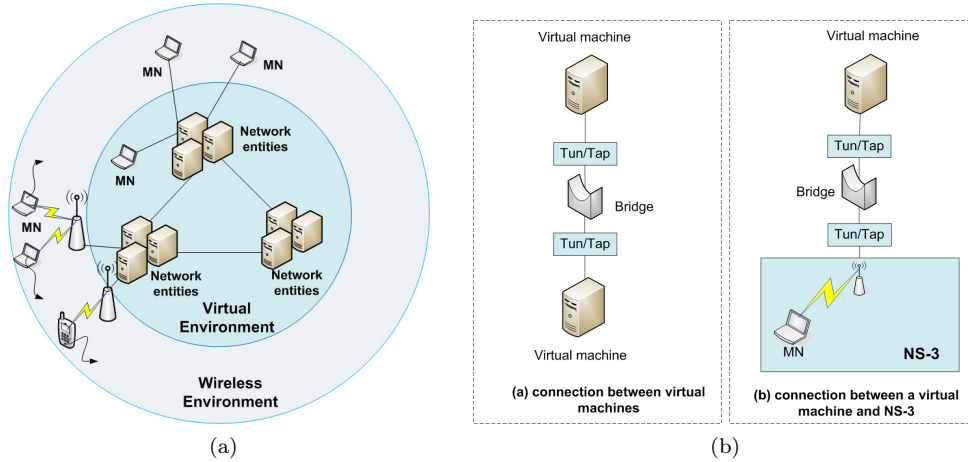 MN
MN
Network
entities
MN
MN
Network
entities
Network
entities
Virtual
Environment
Wireless
Environment
(a)
Virtual machine
Tun/Tap
Bridge
Tun/Tap
Virtual machine
(a) connection between virtual
machines
Virtual machine
Tun/Tap
Bridge
Tun/Tap
MN
NS-3
(b) connection between a virtual
machine and NS-3
(b)